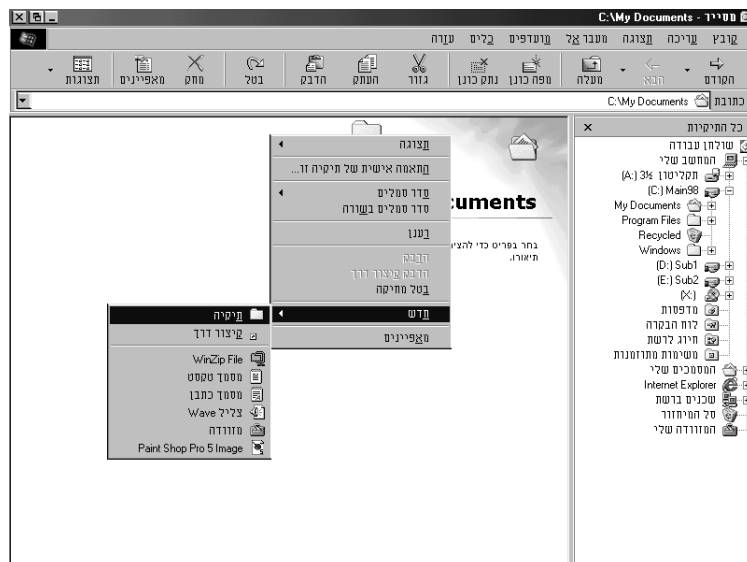 סייר - C:\My Documents
קובץ עריכה תצוגה מעבר אל מועדפים כלים עזרה
הקודם הבא מעלה מפה כונן נתק כונן גזור העתק הדבק בטל מחק מאפיינים תצוגות
כתובת C:\My Documents
כל התיקיות
שולחן עבודה
המחשב שלי
תקליטון 3½ (A:)
Main98 (C:)
My Documents
Program Files
Recycled
Windows
Sub1 (D:)
Sub2 (E:)
(X:)
מדפסות
לוח הבקרה
חיוג לרשת
משימות מתוזמנות
המסמכים שלי
Internet Explorer
שכנים ברשת
סל המיחזור
המזוודה שלי
uments
בחר בפריט כדי להצי
תיאורו.
תצוגה
התאמה אישית של תיקיה זו...
סדר סמלים
סדר סמלים בשורה
רענן
הדבק
הדבק קיצור דרך
בטל מחיקה
חדש
מאפיינים
תיקיה
קיצור דרך
WinZip File
מסמך טקסט
מסמך כתבן
צליל Wave
מזוודה
Paint Shop Pro 5 Image